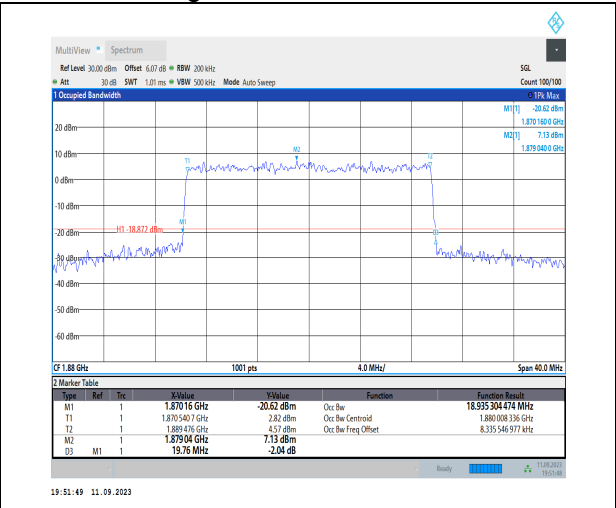 MultiView * Spectrum
Ref Level 30.00 dBm Offset 6.07 dB RBW 200 kHz SGL
Att 30 dB SWT 1.01 ms VBW 500 kHz Mode Auto Sweep Count 100/100
1 Occupied Bandwidth 1Pk Max
M1[1] -20.62 dBm
1.870 160 0 GHz
M2[1] 7.13 dBm
1.879 040 0 GHz
20 dBm
10 dBm
M2
T1
T2
0 dBm
-10 dBm
M1
H1 -18.872 dBm
-20 dBm
D3
-30 dBm
-40 dBm
-50 dBm
-60 dBm
CF 1.88 GHz 1001 pts 4.0 MHz/ Span 40.0 MHz
2 Marker Table
Type Ref Trc X-Value Y-Value Function Function Result
M1 1 1.87016 GHz -20.62 dBm Occ Bw 18.935 304 474 MHz
T1 1 1.870 540 7 GHz 2.82 dBm Occ Bw Centroid 1.880 008 336 GHz
T2 1 1.889 476 GHz 4.57 dBm Occ Bw Freq Offset 8.335 546 977 kHz
M2 1 1.87904 GHz 7.13 dBm
D3 M1 1 19.76 MHz -2.04 dB
Ready 11.09.2023
19:51:48
19:51:49 11.09.2023